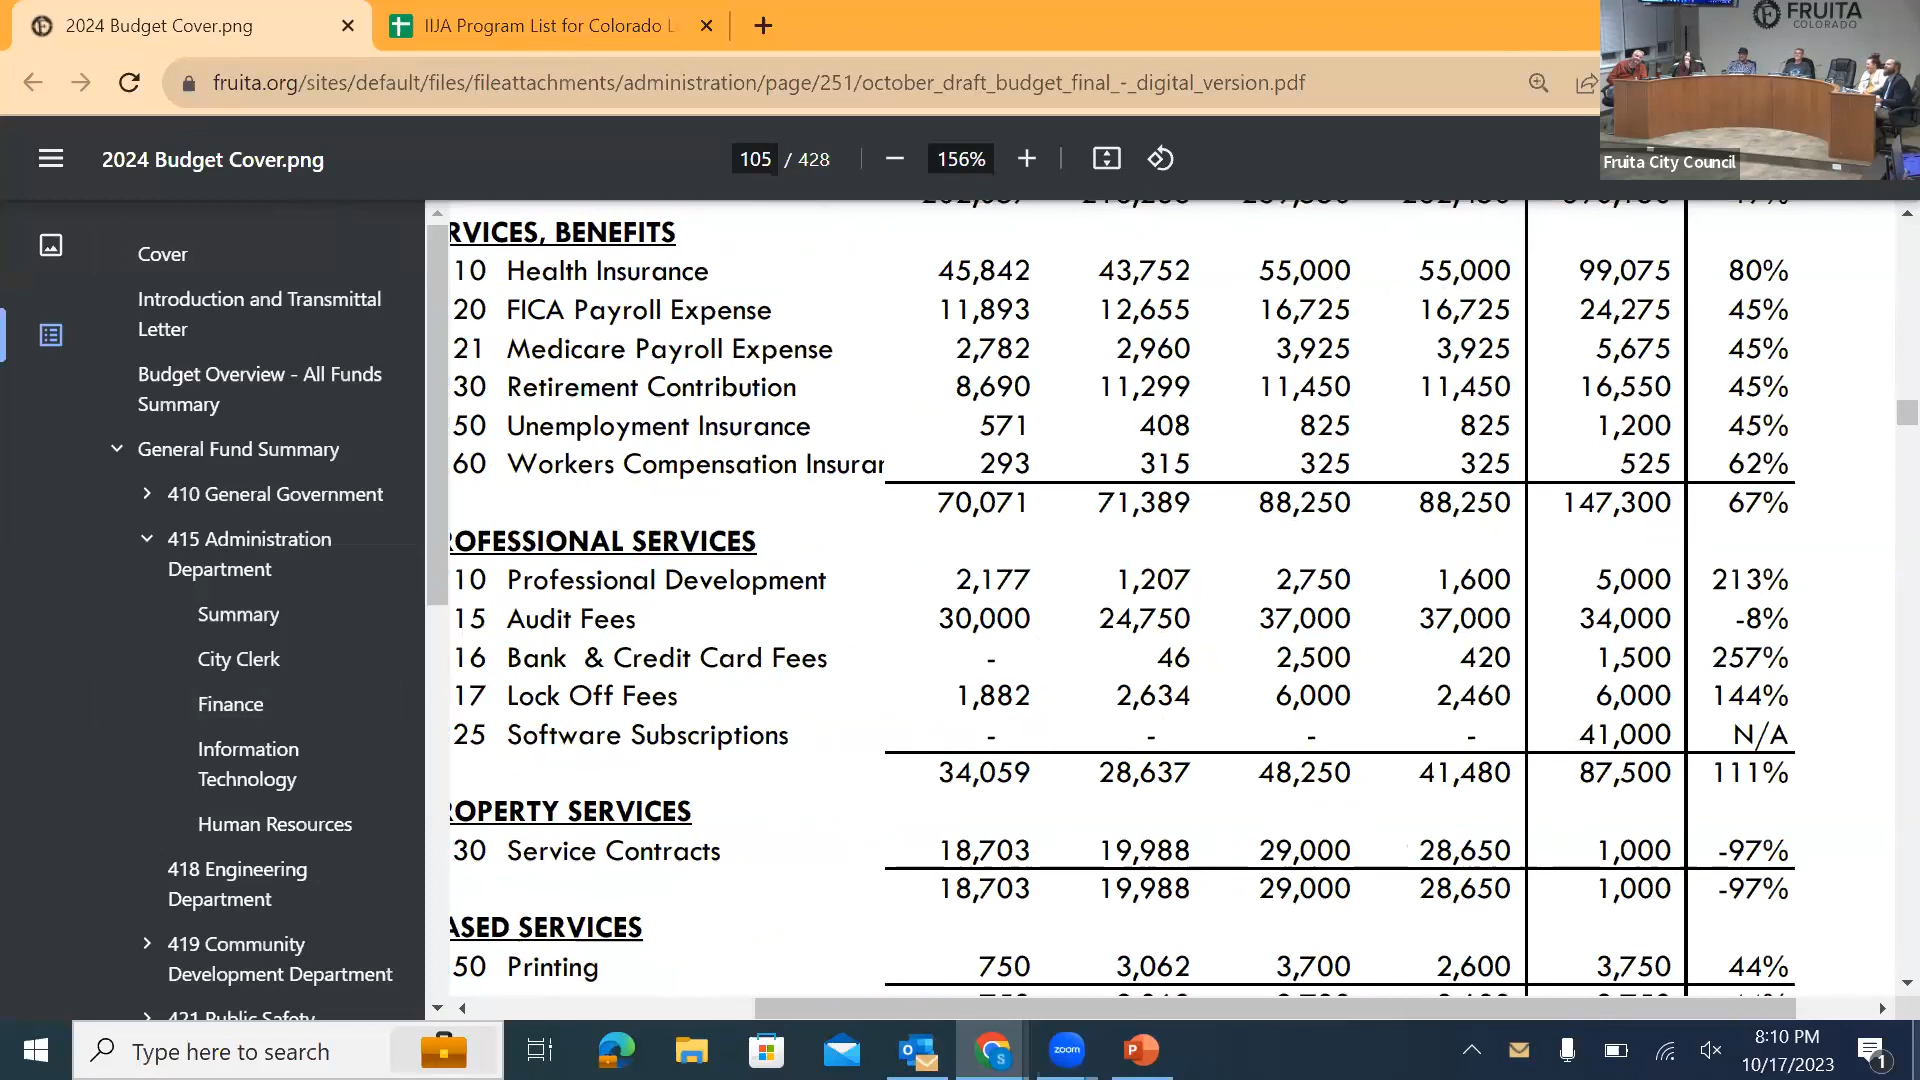 2024 Budget Cover.png
IIJA Program List for Colorado L
fruita.org/sites/default/files/fileattachments/administration/page/251/october_draft_budget_final_-_digital_version.pdf
FRUITA
COLORADO
Fruita City Council
2024 Budget Cover.png
105 / 428
156%
Cover
Introduction and Transmittal
Letter
Budget Overview - All Funds
Summary
General Fund Summary
410 General Government
415 Administration
Department
Summary
City Clerk
Finance
Information
Technology
Human Resources
418 Engineering
Department
419 Community
Development Department
421 Public Safety
RVICES, BENEFITS
10 Health Insurance 45,842 43,752 55,000 55,000 99,075 80%
20 FICA Payroll Expense 11,893 12,655 16,725 16,725 24,275 45%
21 Medicare Payroll Expense 2,782 2,960 3,925 3,925 5,675 45%
30 Retirement Contribution 8,690 11,299 11,450 11,450 16,550 45%
50 Unemployment Insurance 571 408 825 825 1,200 45%
60 Workers Compensation Insurar 293 315 325 325 525 62%
70,071 71,389 88,250 88,250 147,300 67%
ROFESSIONAL SERVICES
10 Professional Development 2,177 1,207 2,750 1,600 5,000 213%
15 Audit Fees 30,000 24,750 37,000 37,000 34,000 -8%
16 Bank & Credit Card Fees - 46 2,500 420 1,500 257%
17 Lock Off Fees 1,882 2,634 6,000 2,460 6,000 144%
25 Software Subscriptions - - - - 41,000 N/A
34,059 28,637 48,250 41,480 87,500 111%
ROPERTY SERVICES
30 Service Contracts 18,703 19,988 29,000 28,650 1,000 -97%
18,703 19,988 29,000 28,650 1,000 -97%
ASED SERVICES
50 Printing 750 3,062 3,700 2,600 3,750 44%
Type here to search
zoom
8:10 PM
10/17/2023
1